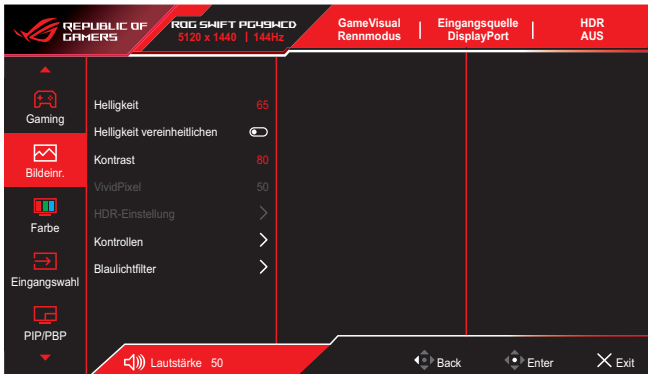 REPUBLIC OF
GAMERS
ROG SWIFT PG49WCD
5120 x 1440 | 144Hz
GameVisual
Rennmodus
Eingangsquelle
DisplayPort
HDR
AUS
Gaming
Bildeinr.
Farbe
Eingangswahl
PIP/PBP
Helligkeit 65
Helligkeit vereinheitlichen
Kontrast 80
VividPixel 50
HDR-Einstellung
Kontrollen
Blaulichtfilter
Lautstärke 50
Back
Enter
Exit